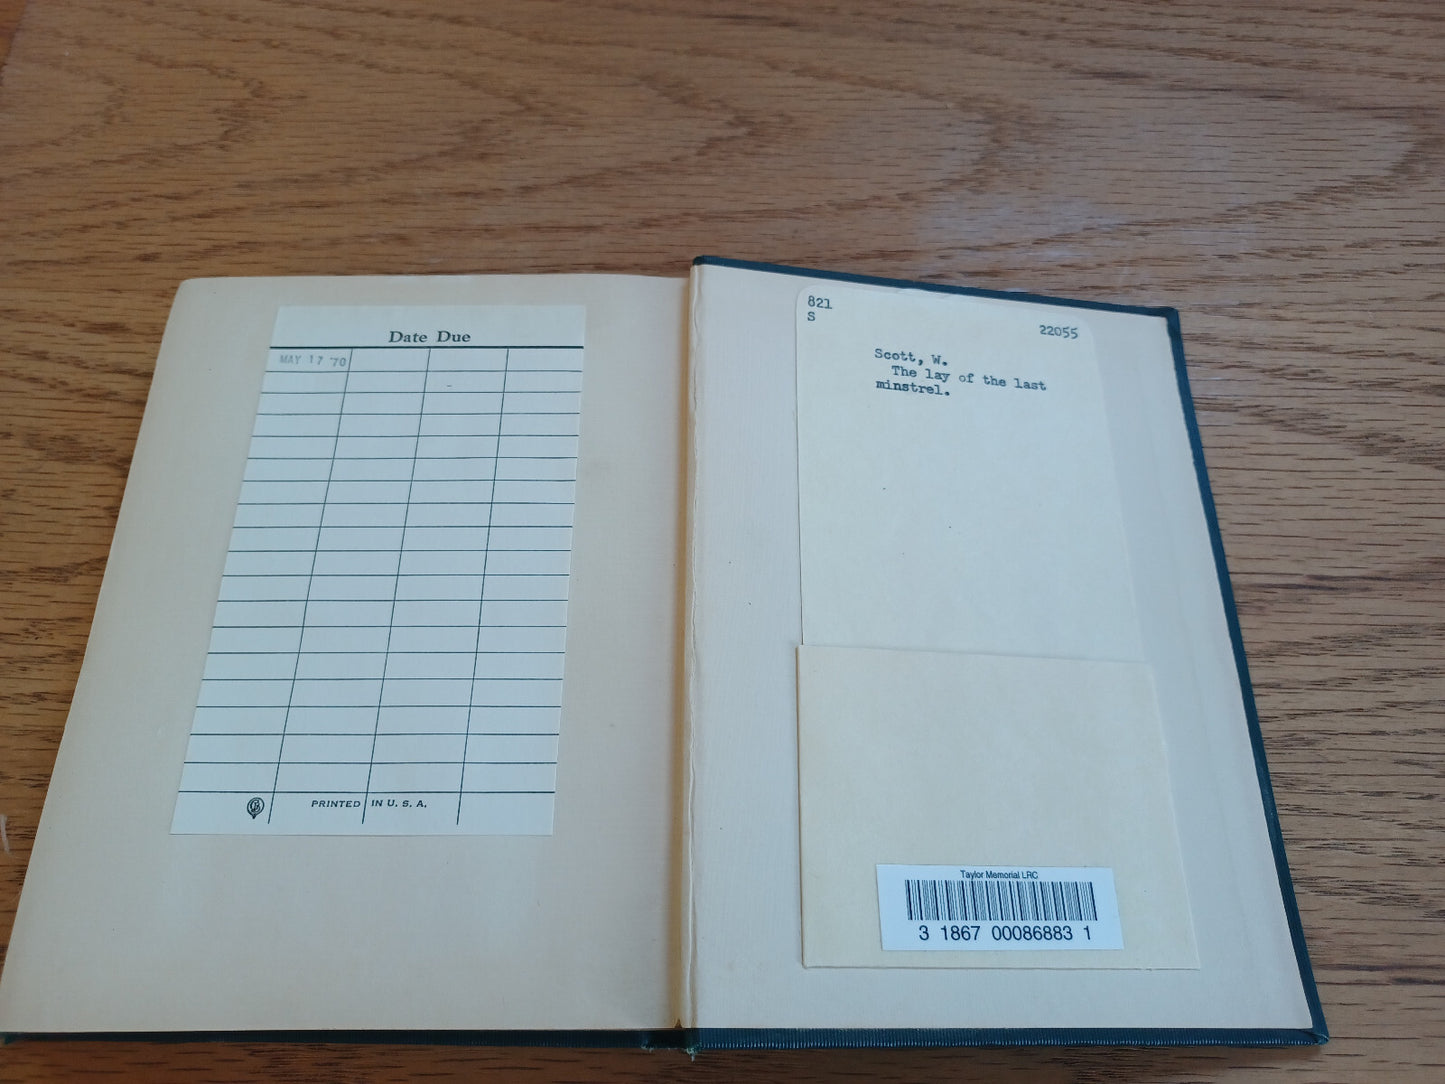 Date Due
MAY 17 '70
PRINTED IN U. S. A.
821
S
22055
Scott, W.
The lay of the last
minstrel.
Taylor Memorial LRC
3 1867 00086883 1